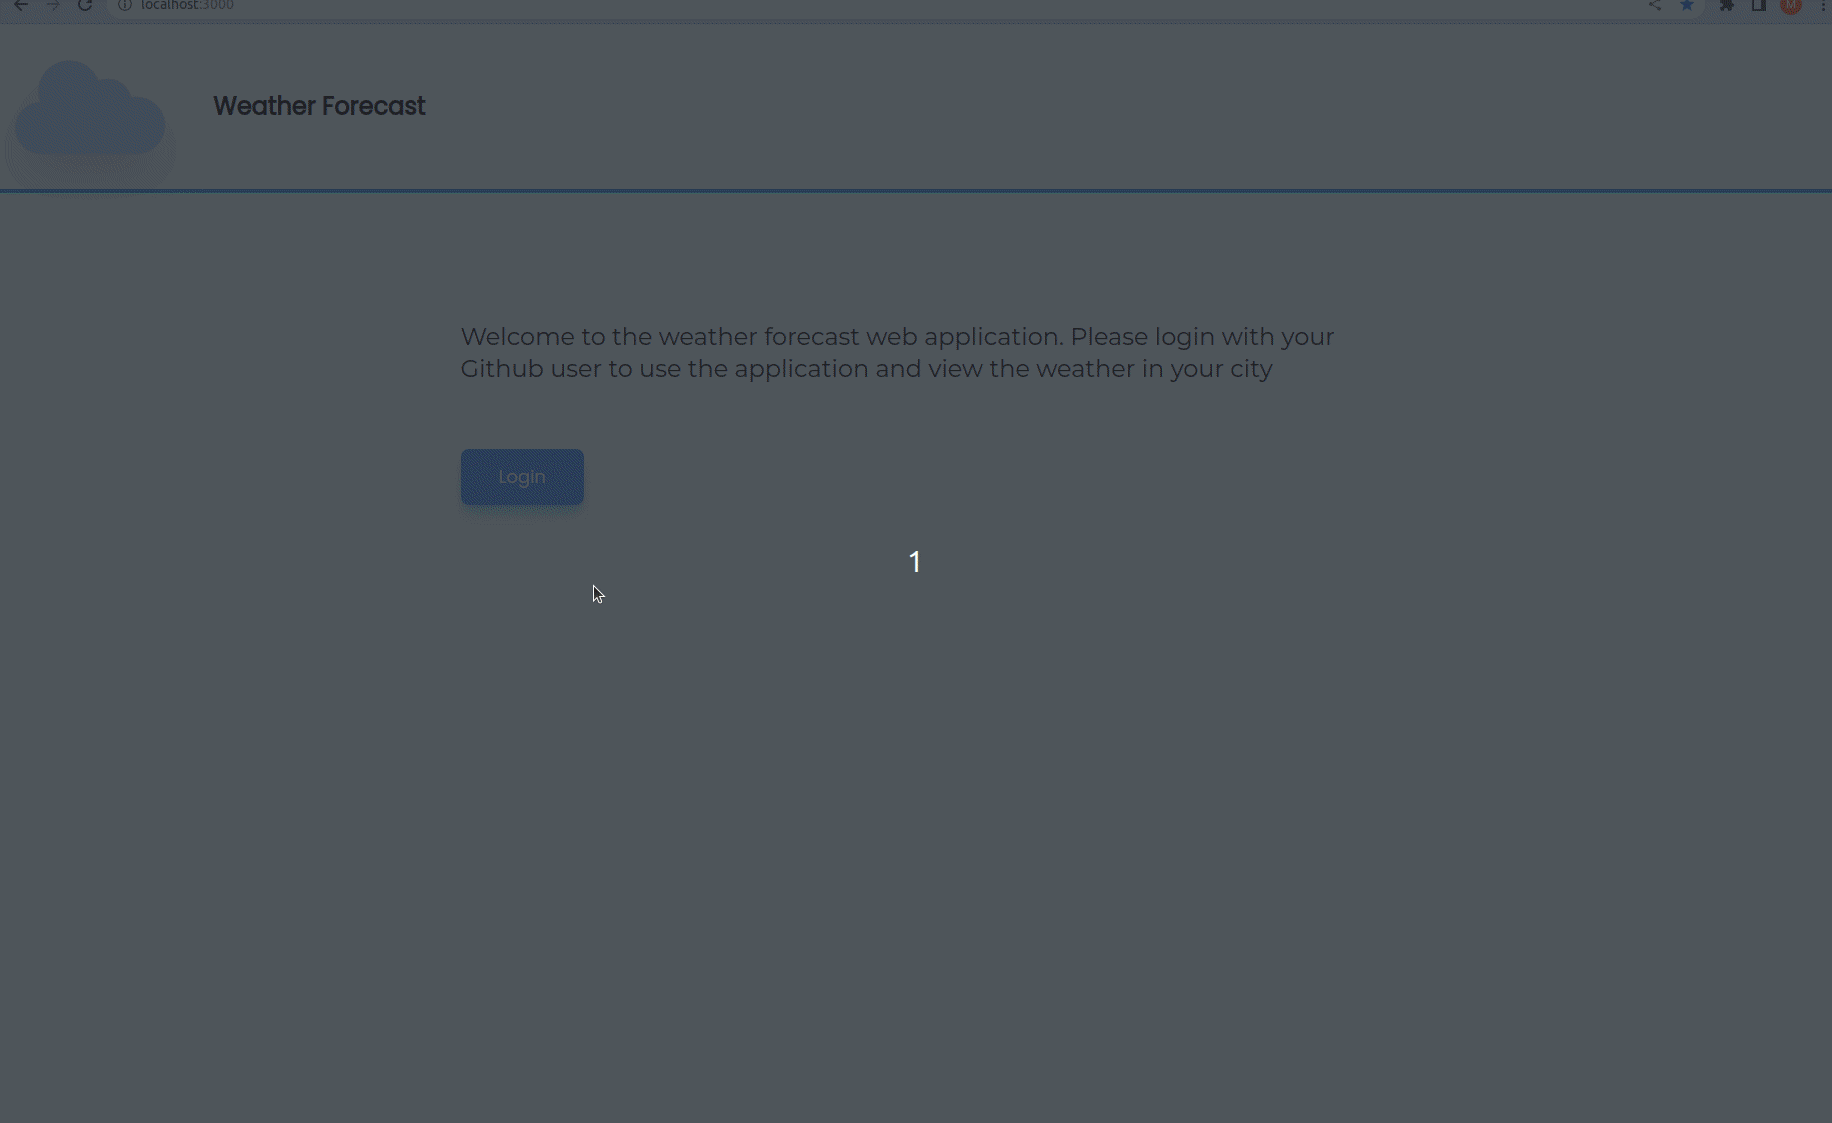 localhost:3000
M
Weather Forecast
Welcome to the weather forecast web application. Please login with your
Github user to use the application and view the weather in your city
Login
1